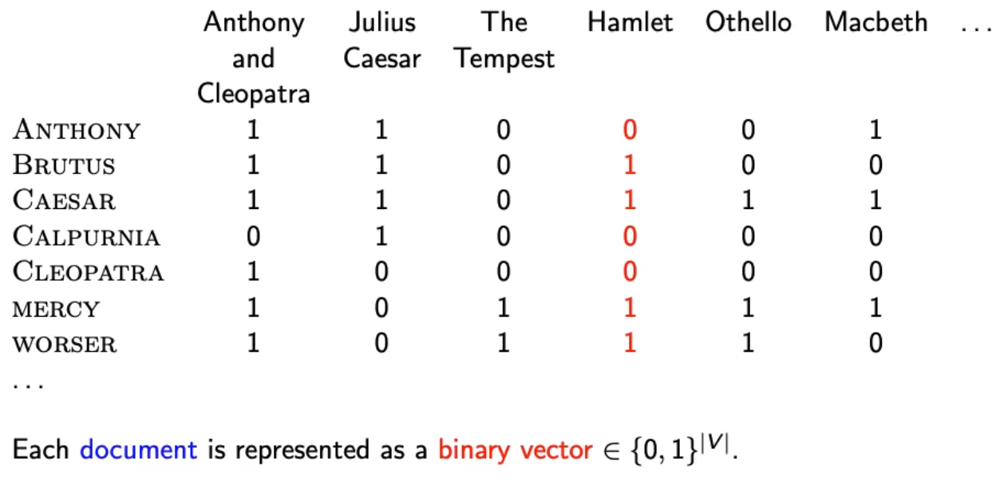 Anthony Julius The Hamlet Othello Macbeth ...
and Caesar Tempest
Cleopatra
ANTHONY 1 1 0 0 0 1
BRUTUS 1 1 0 1 0 0
CAESAR 1 1 0 1 1 1
CALPURNIA 0 1 0 0 0 0
CLEOPATRA 1 0 0 0 0 0
MERCY 1 0 1 1 1 1
WORSER 1 0 1 1 1 0
...
Each document is represented as a binary vector ∈ {0, 1}^|V|.